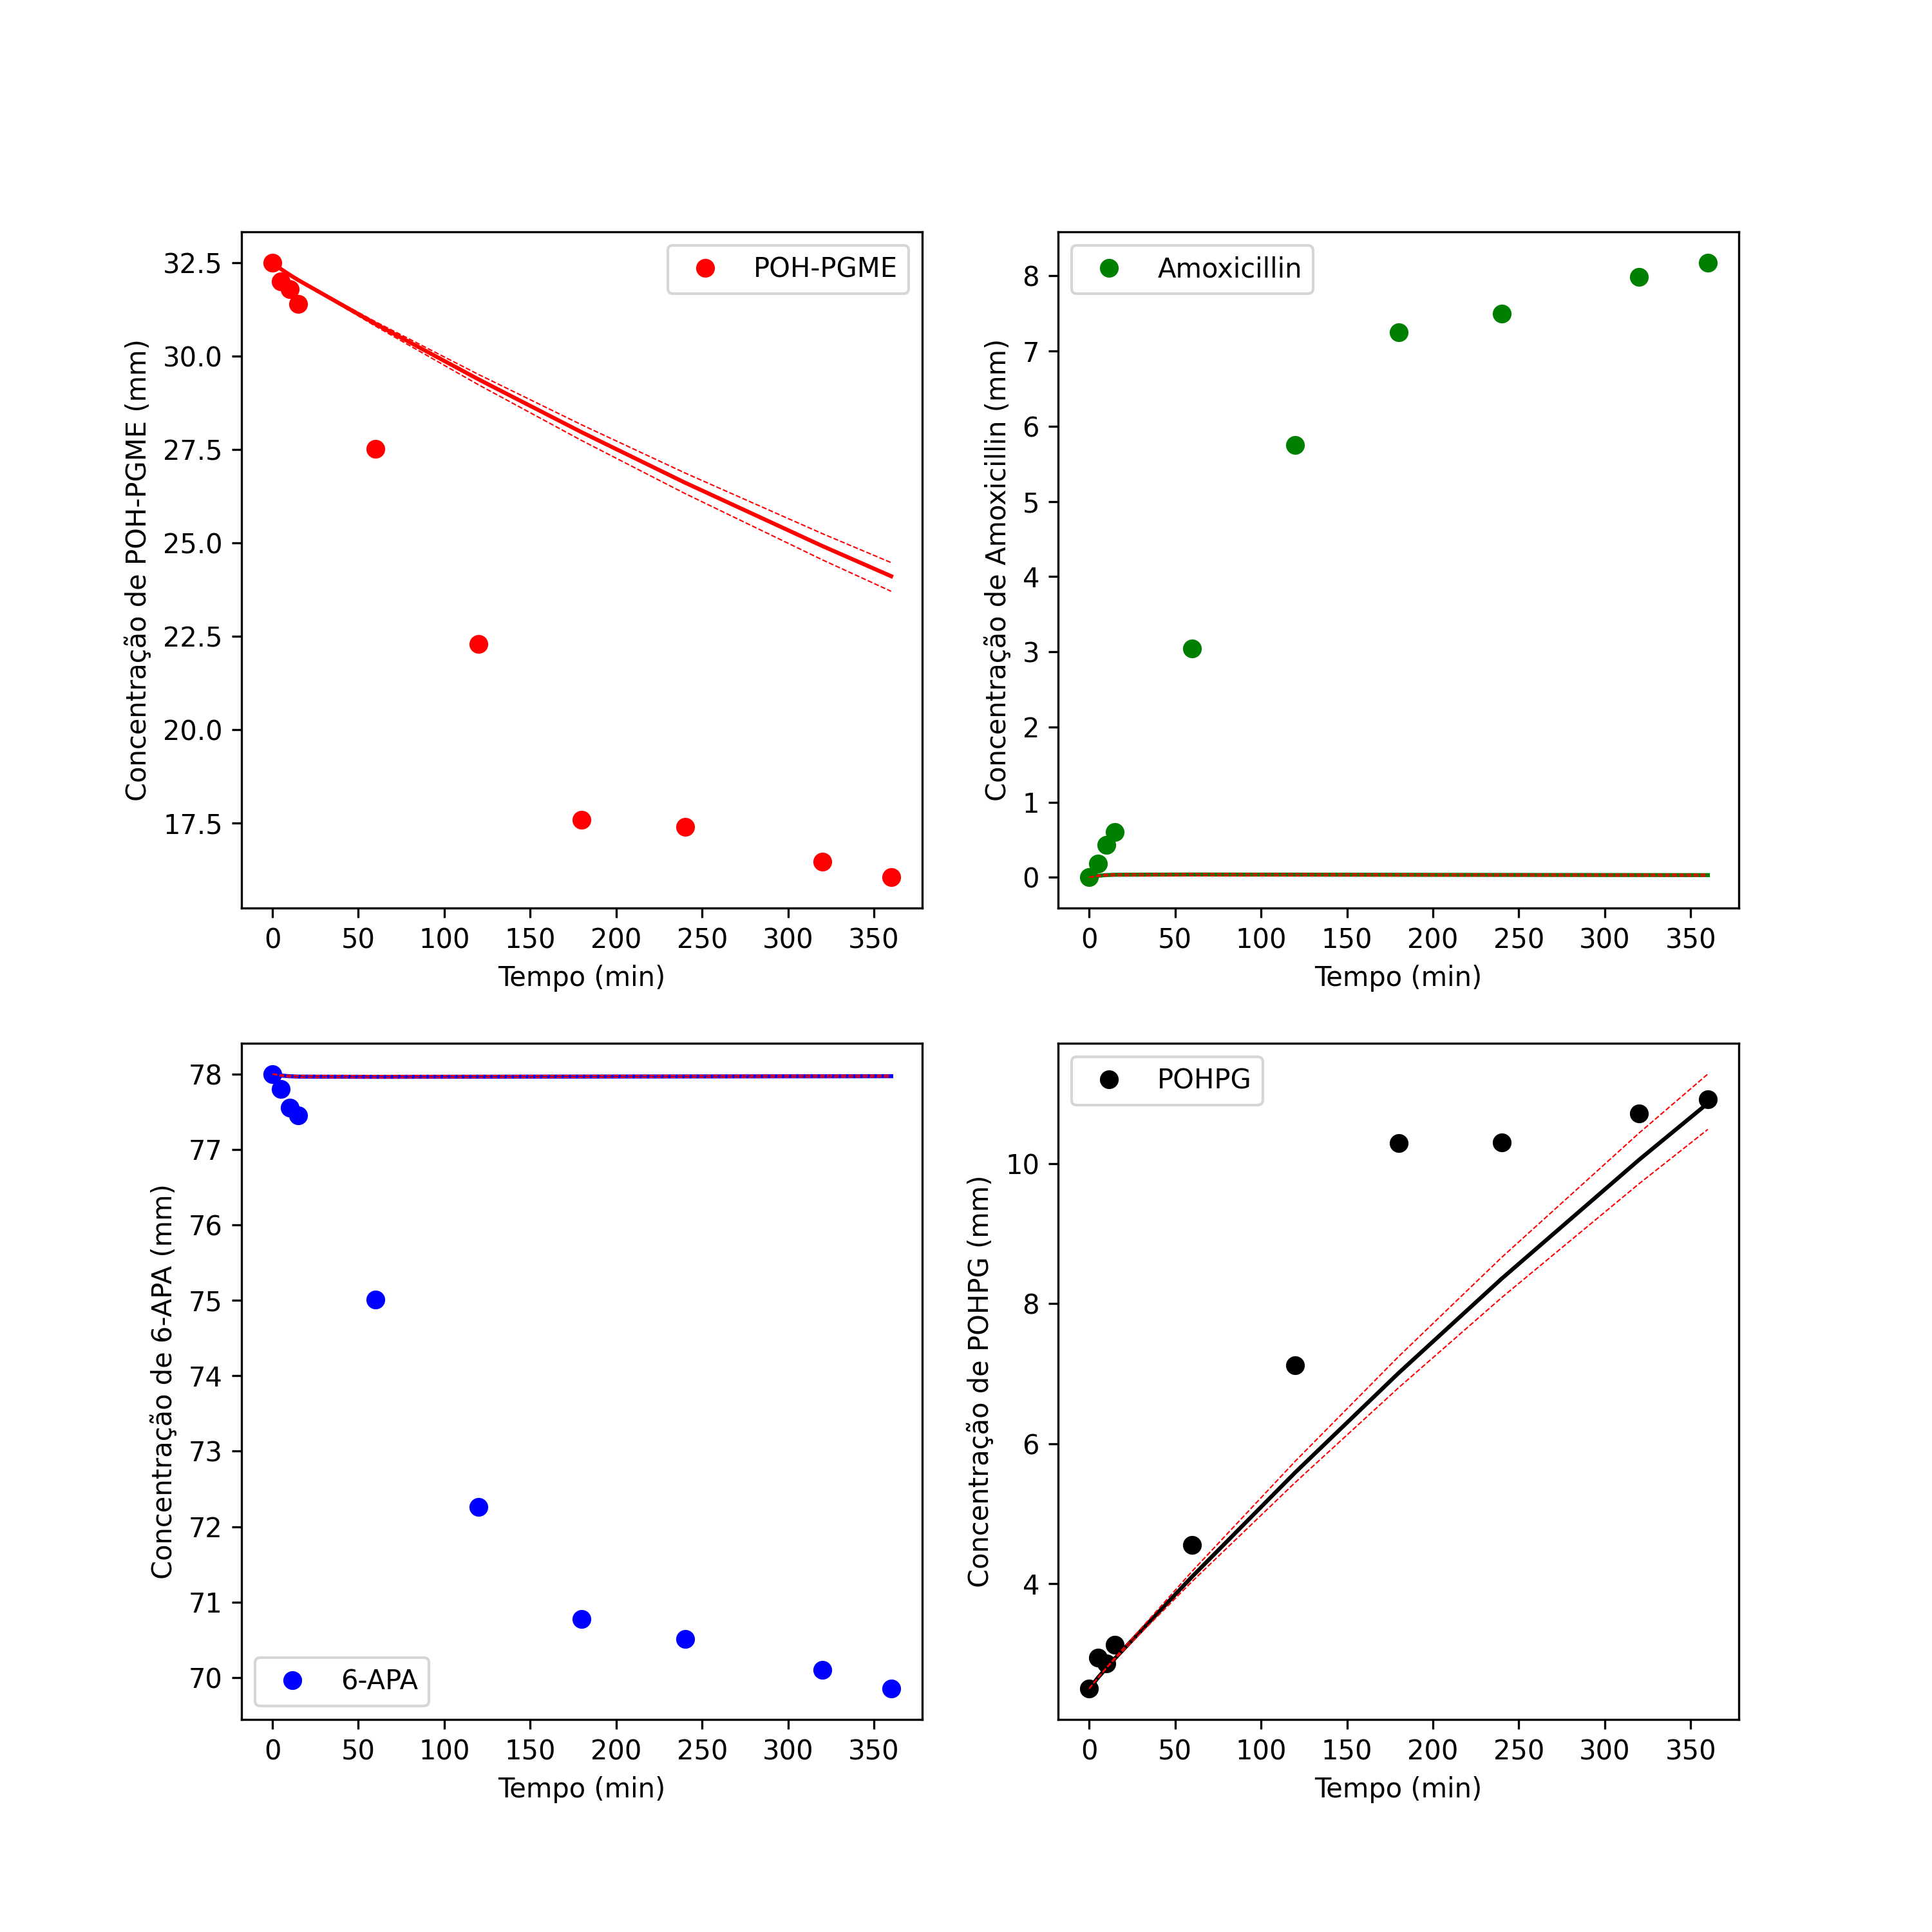 POH-PGME
32.5
30.0
27.5
25.0
22.5
20.0
17.5
Concentração de POH-PGME (mm)
0 50 100 150 200 250 300 350
Tempo (min)
Amoxicillin
8
7
6
5
4
3
2
1
0
Concentração de Amoxicillin (mm)
0 50 100 150 200 250 300 350
Tempo (min)
78
77
76
75
74
73
72
71
70
Concentração de 6-APA (mm)
6-APA
0 50 100 150 200 250 300 350
Tempo (min)
POHPG
10
8
6
4
Concentração de POHPG (mm)
0 50 100 150 200 250 300 350
Tempo (min)